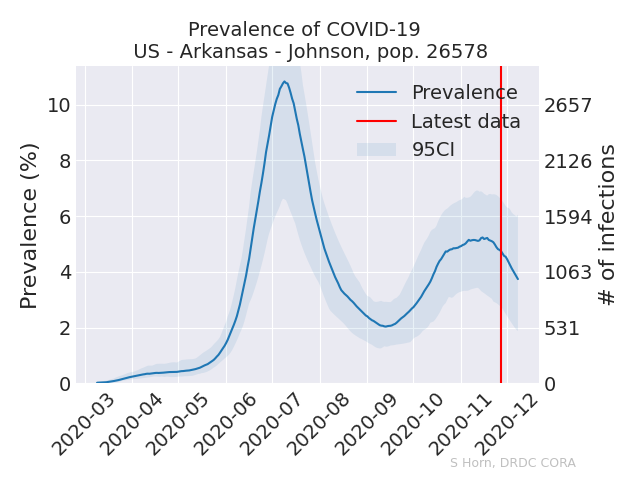 Prevalence of COVID-19
US - Arkansas - Johnson, pop. 26578
Prevalence (%)
10
8
6
4
2
0
Prevalence
Latest data
95CI
2657
2126
1594
1063
531
0
# of infections
2020-03
2020-04
2020-05
2020-06
2020-07
2020-08
2020-09
2020-10
2020-11
2020-12
S Horn, DRDC CORA